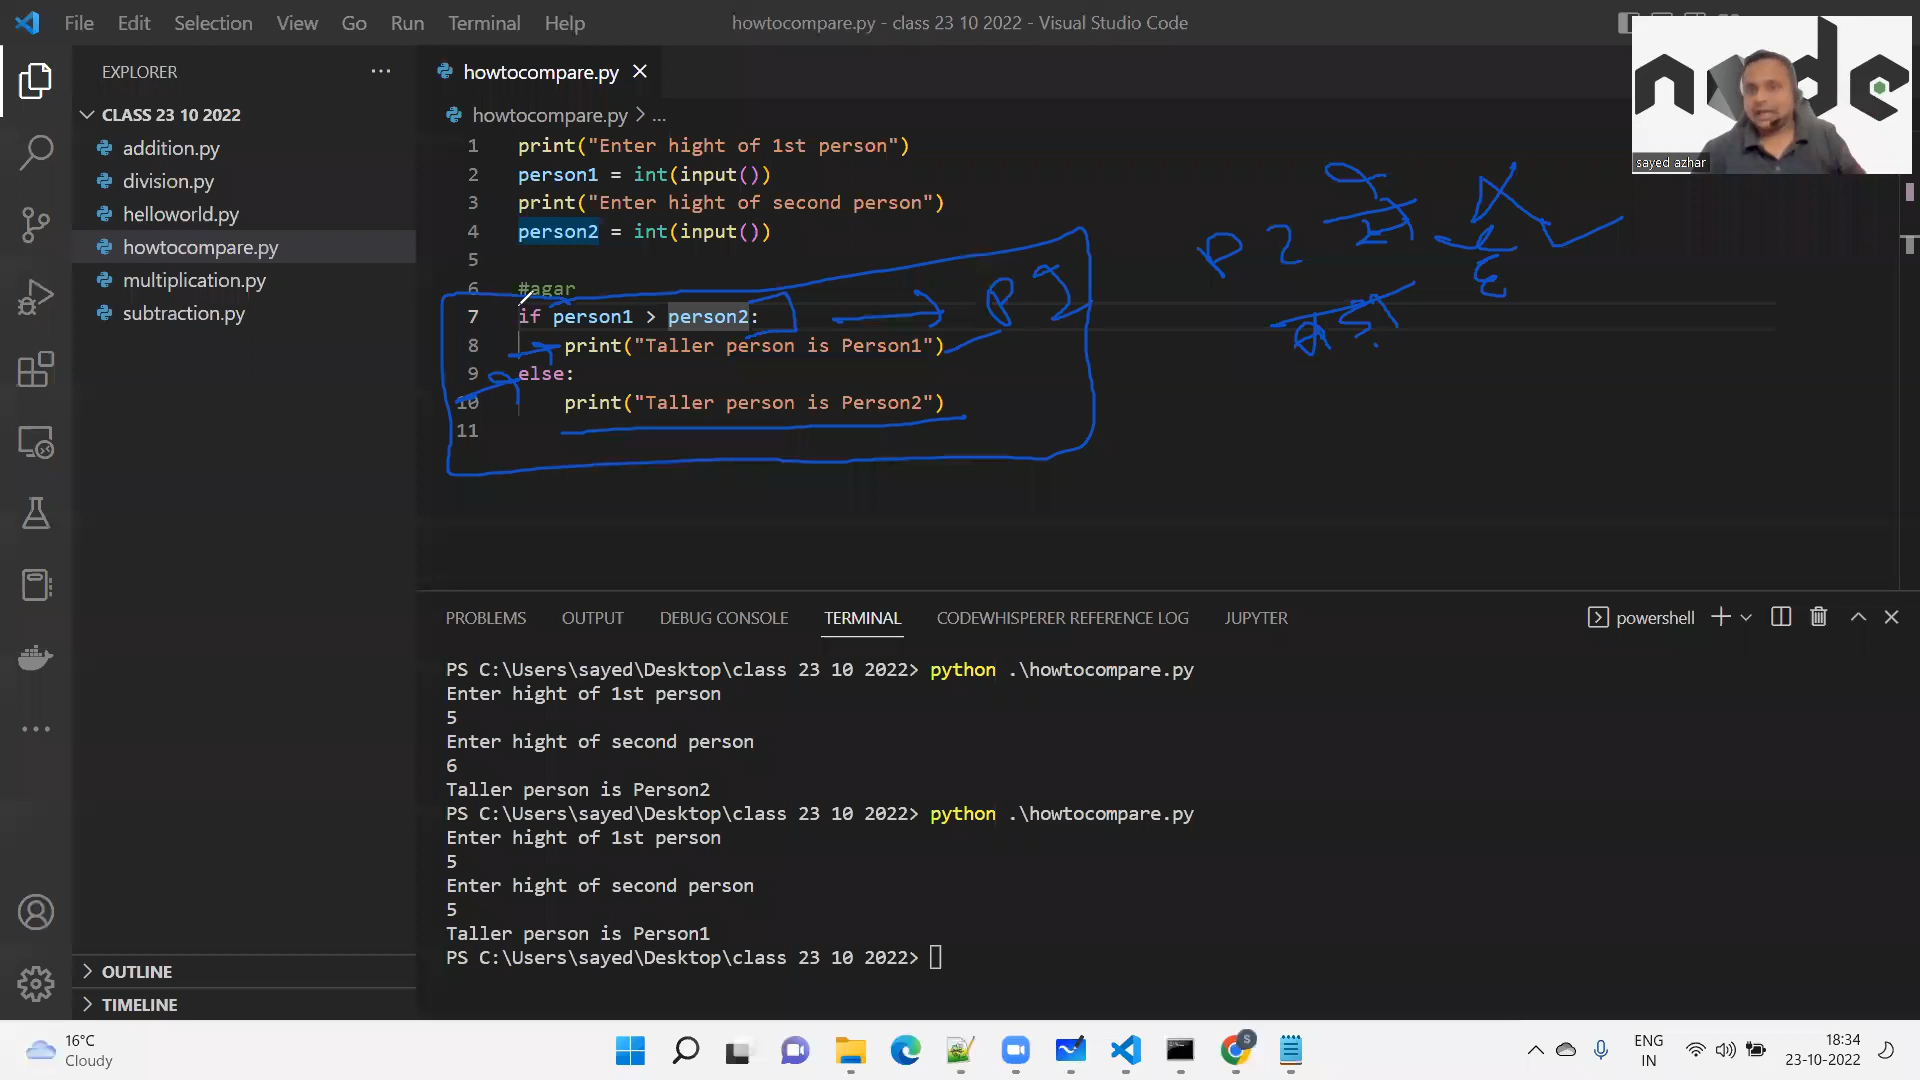 File Edit Selection View Go Run Terminal Help
howtocompare.py - class 23 10 2022 - Visual Studio Code
node
sayed azhar
EXPLORER
CLASS 23 10 2022
addition.py
division.py
helloworld.py
howtocompare.py
multiplication.py
subtraction.py
OUTLINE
TIMELINE
howtocompare.py
howtocompare.py > ...
1 print("Enter hight of 1st person")
2 person1 = int(input())
3 print("Enter hight of second person")
4 person2 = int(input())
5
6 #agar
7 if person1 > person2:
8 print("Taller person is Person1")
9 else:
10 print("Taller person is Person2")
11
P 2
PROBLEMS OUTPUT DEBUG CONSOLE TERMINAL CODEWHISPERER REFERENCE LOG JUPYTER
powershell
PS C:\Users\sayed\Desktop\class 23 10 2022> python .\howtocompare.py
Enter hight of 1st person
5
Enter hight of second person
6
Taller person is Person2
PS C:\Users\sayed\Desktop\class 23 10 2022> python .\howtocompare.py
Enter hight of 1st person
5
Enter hight of second person
5
Taller person is Person1
PS C:\Users\sayed\Desktop\class 23 10 2022>
16°C
Cloudy
S
ENG
IN
18:34
23-10-2022